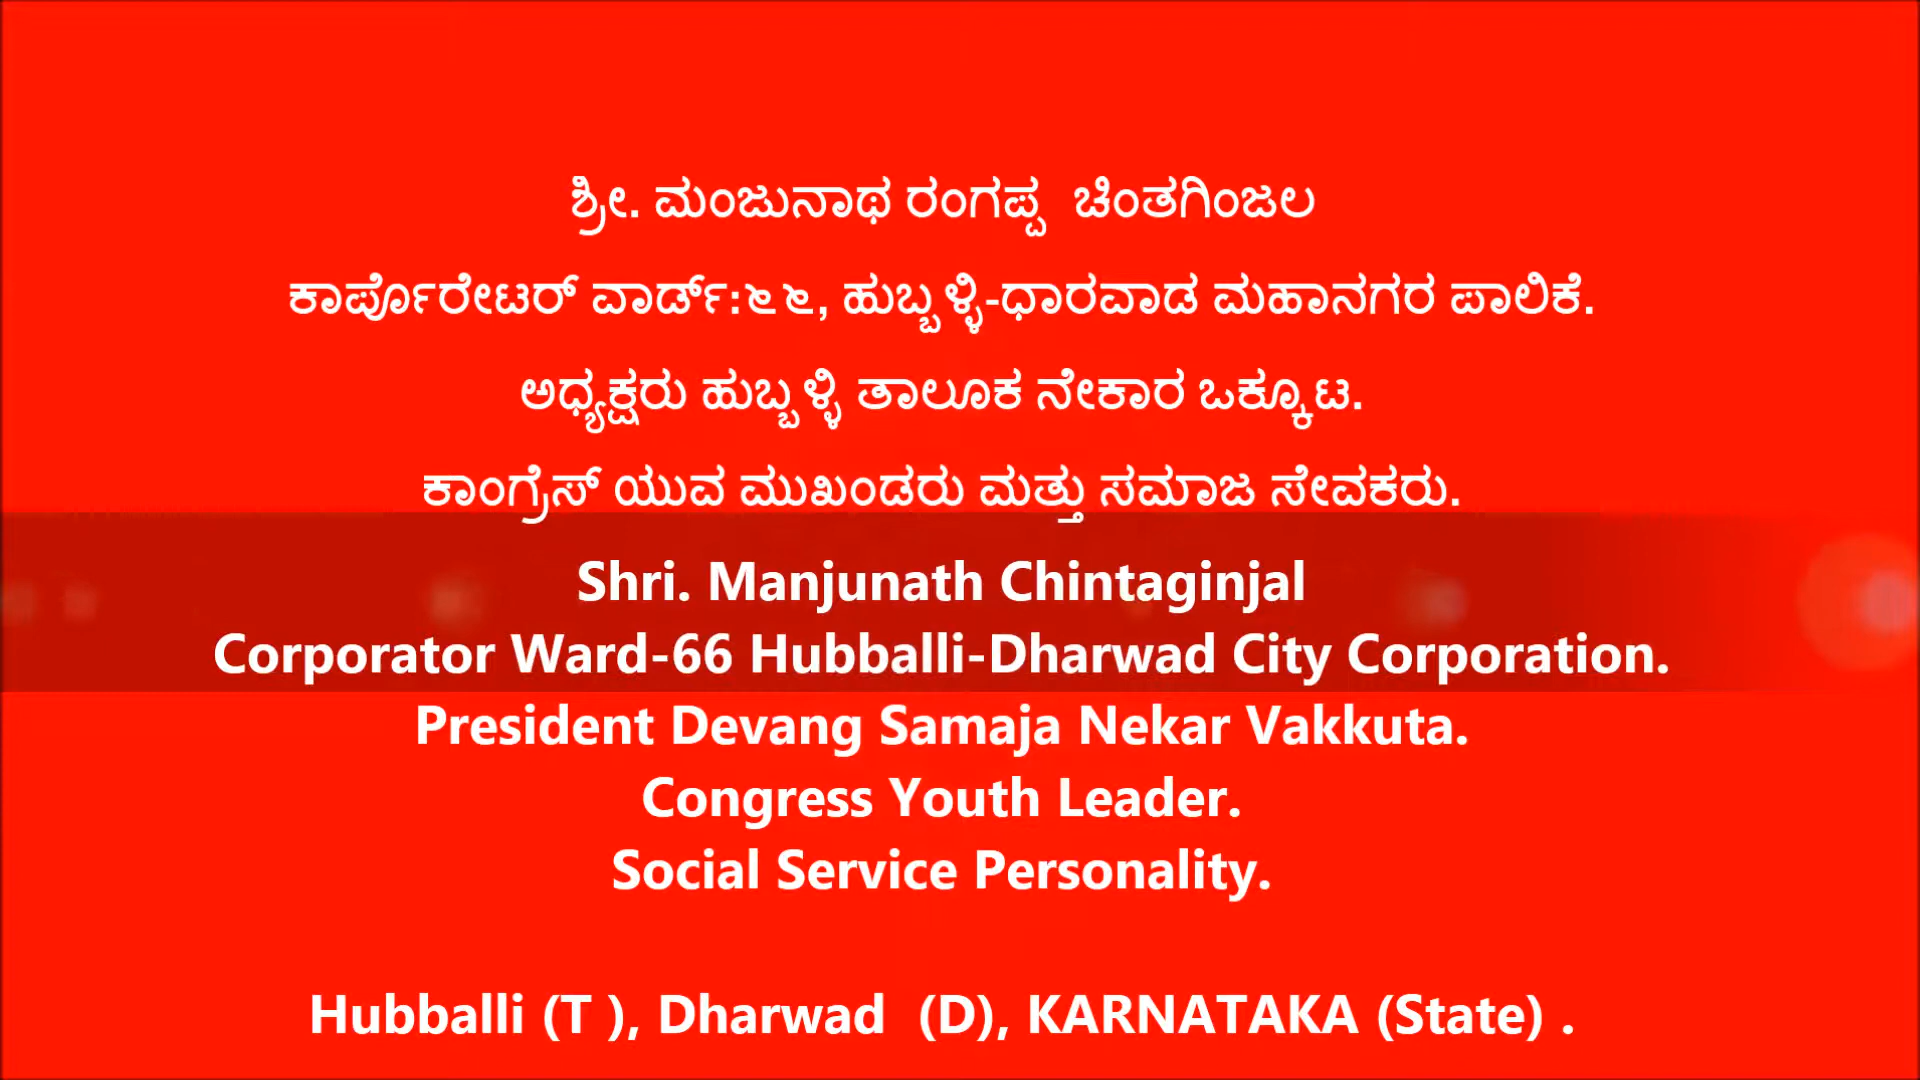 ಶ್ರೀ. ಮಂಜುನಾಥ ರಂಗಪ್ಪ ಚಿಂತಗಿಂಜಲ
ಕಾರ್ಪೊರೇಟರ್ ವಾರ್ಡ್:೬೬, ಹುಬ್ಬಳ್ಳಿ-ಧಾರವಾಡ ಮಹಾನಗರ ಪಾಲಿಕೆ.
ಅಧ್ಯಕ್ಷರು ಹುಬ್ಬಳ್ಳಿ ತಾಲೂಕ ನೇಕಾರ ಒಕ್ಕೂಟ.
ಕಾಂಗ್ರೆಸ್ ಯುವ ಮುಖಂಡರು ಮತ್ತು ಸಮಾಜ ಸೇವಕರು.
Shri. Manjunath Chintaginjal
Corporator Ward-66 Hubballi-Dharwad City Corporation.
President Devang Samaja Nekar Vakkuta.
Congress Youth Leader.
Social Service Personality.
Hubballi (T ), Dharwad (D), KARNATAKA (State) .